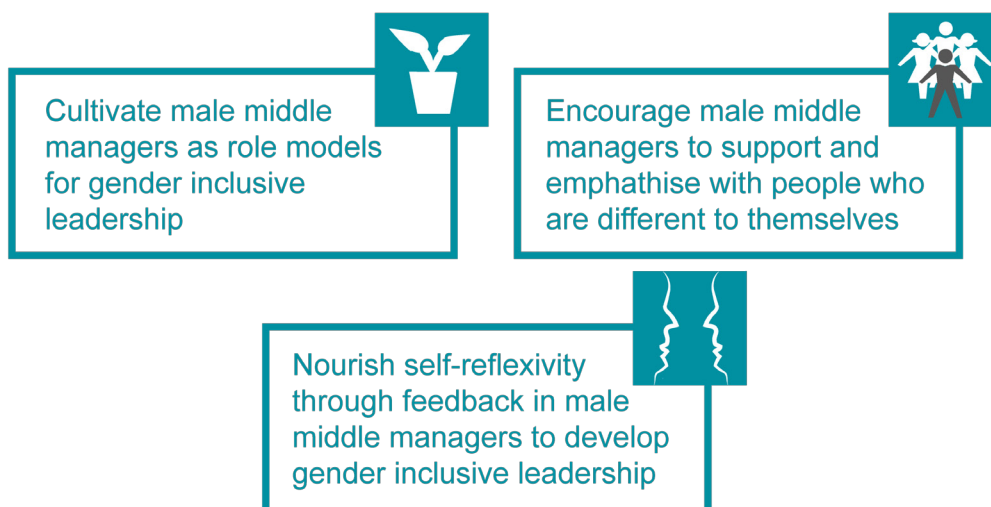 Cultivate male middle
managers as role models
for gender inclusive
leadership
Encourage male middle
managers to support and
emphathise with people who
are different to themselves
Nourish self-reflexivity
through feedback in male
middle managers to develop
gender inclusive leadership